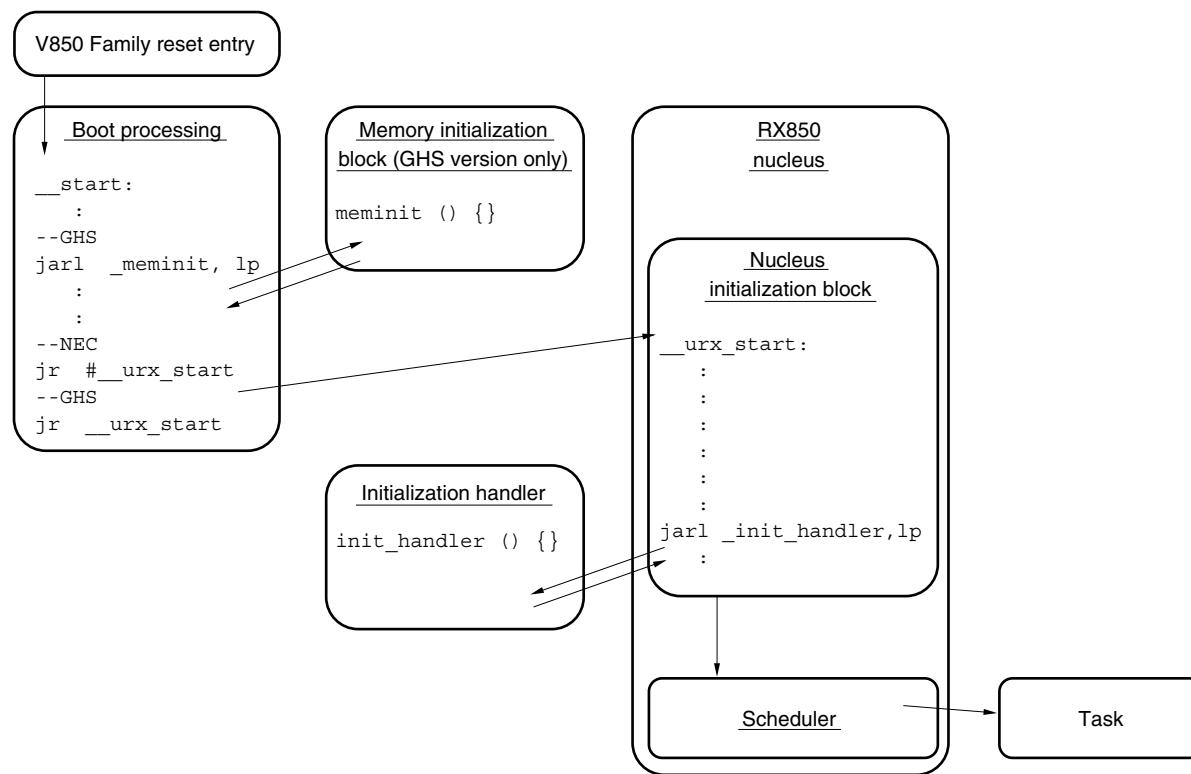 V850 Family reset entry
Boot processing
__start:
:
--GHS
jarl _meminit, lp
:
:
--NEC
jr #__urx_start
--GHS
jr __urx_start
Memory initialization
block (GHS version only)
meminit () {}
Initialization handler
init_handler () {}
RX850
nucleus
Nucleus
initialization block
__urx_start:
:
:
:
:
:
:
jarl _init_handler,lp
:
Scheduler
Task